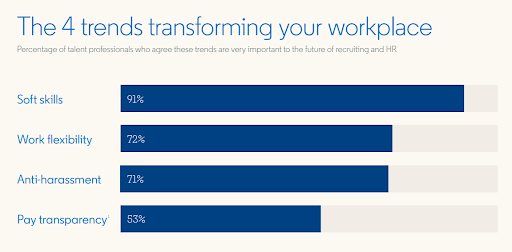 The 4 trends transforming your workplace
Percentage of talent professionals who agree these trends are very important to the future of recruiting and HR
Soft skills 91%
Work flexibility 72%
Anti-harassment 71%
Pay transparency 53%